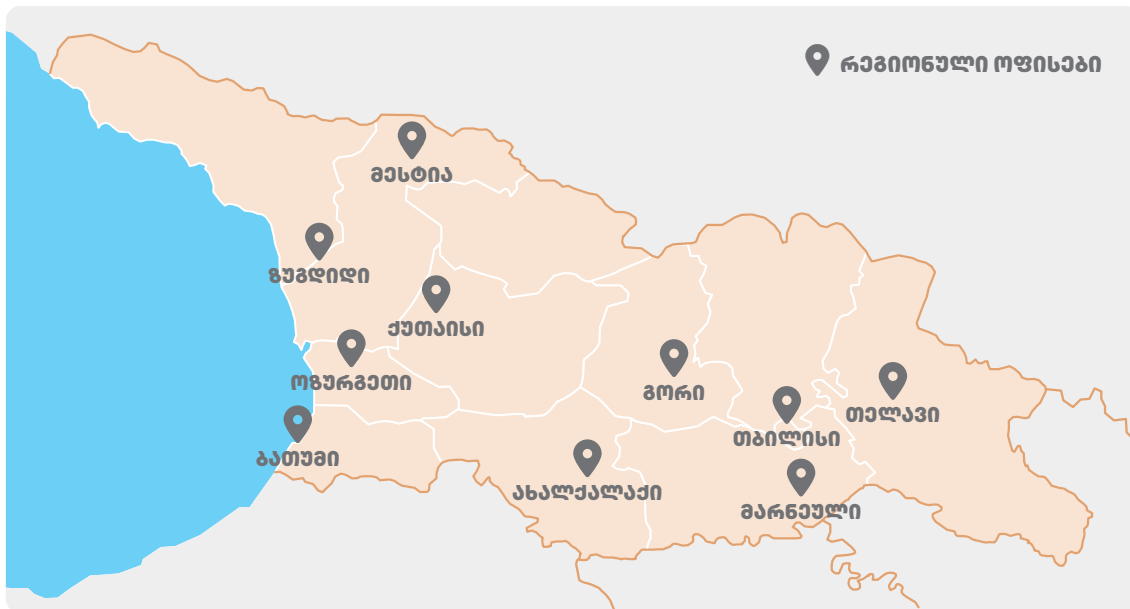 რეგიონული ოფისები
მესტია
ზუგდიდი
ქუთაისი
ოზურგეთი
გორი
თელავი
თბილისი
ბათუმი
ახალქალაქი
მარნეული